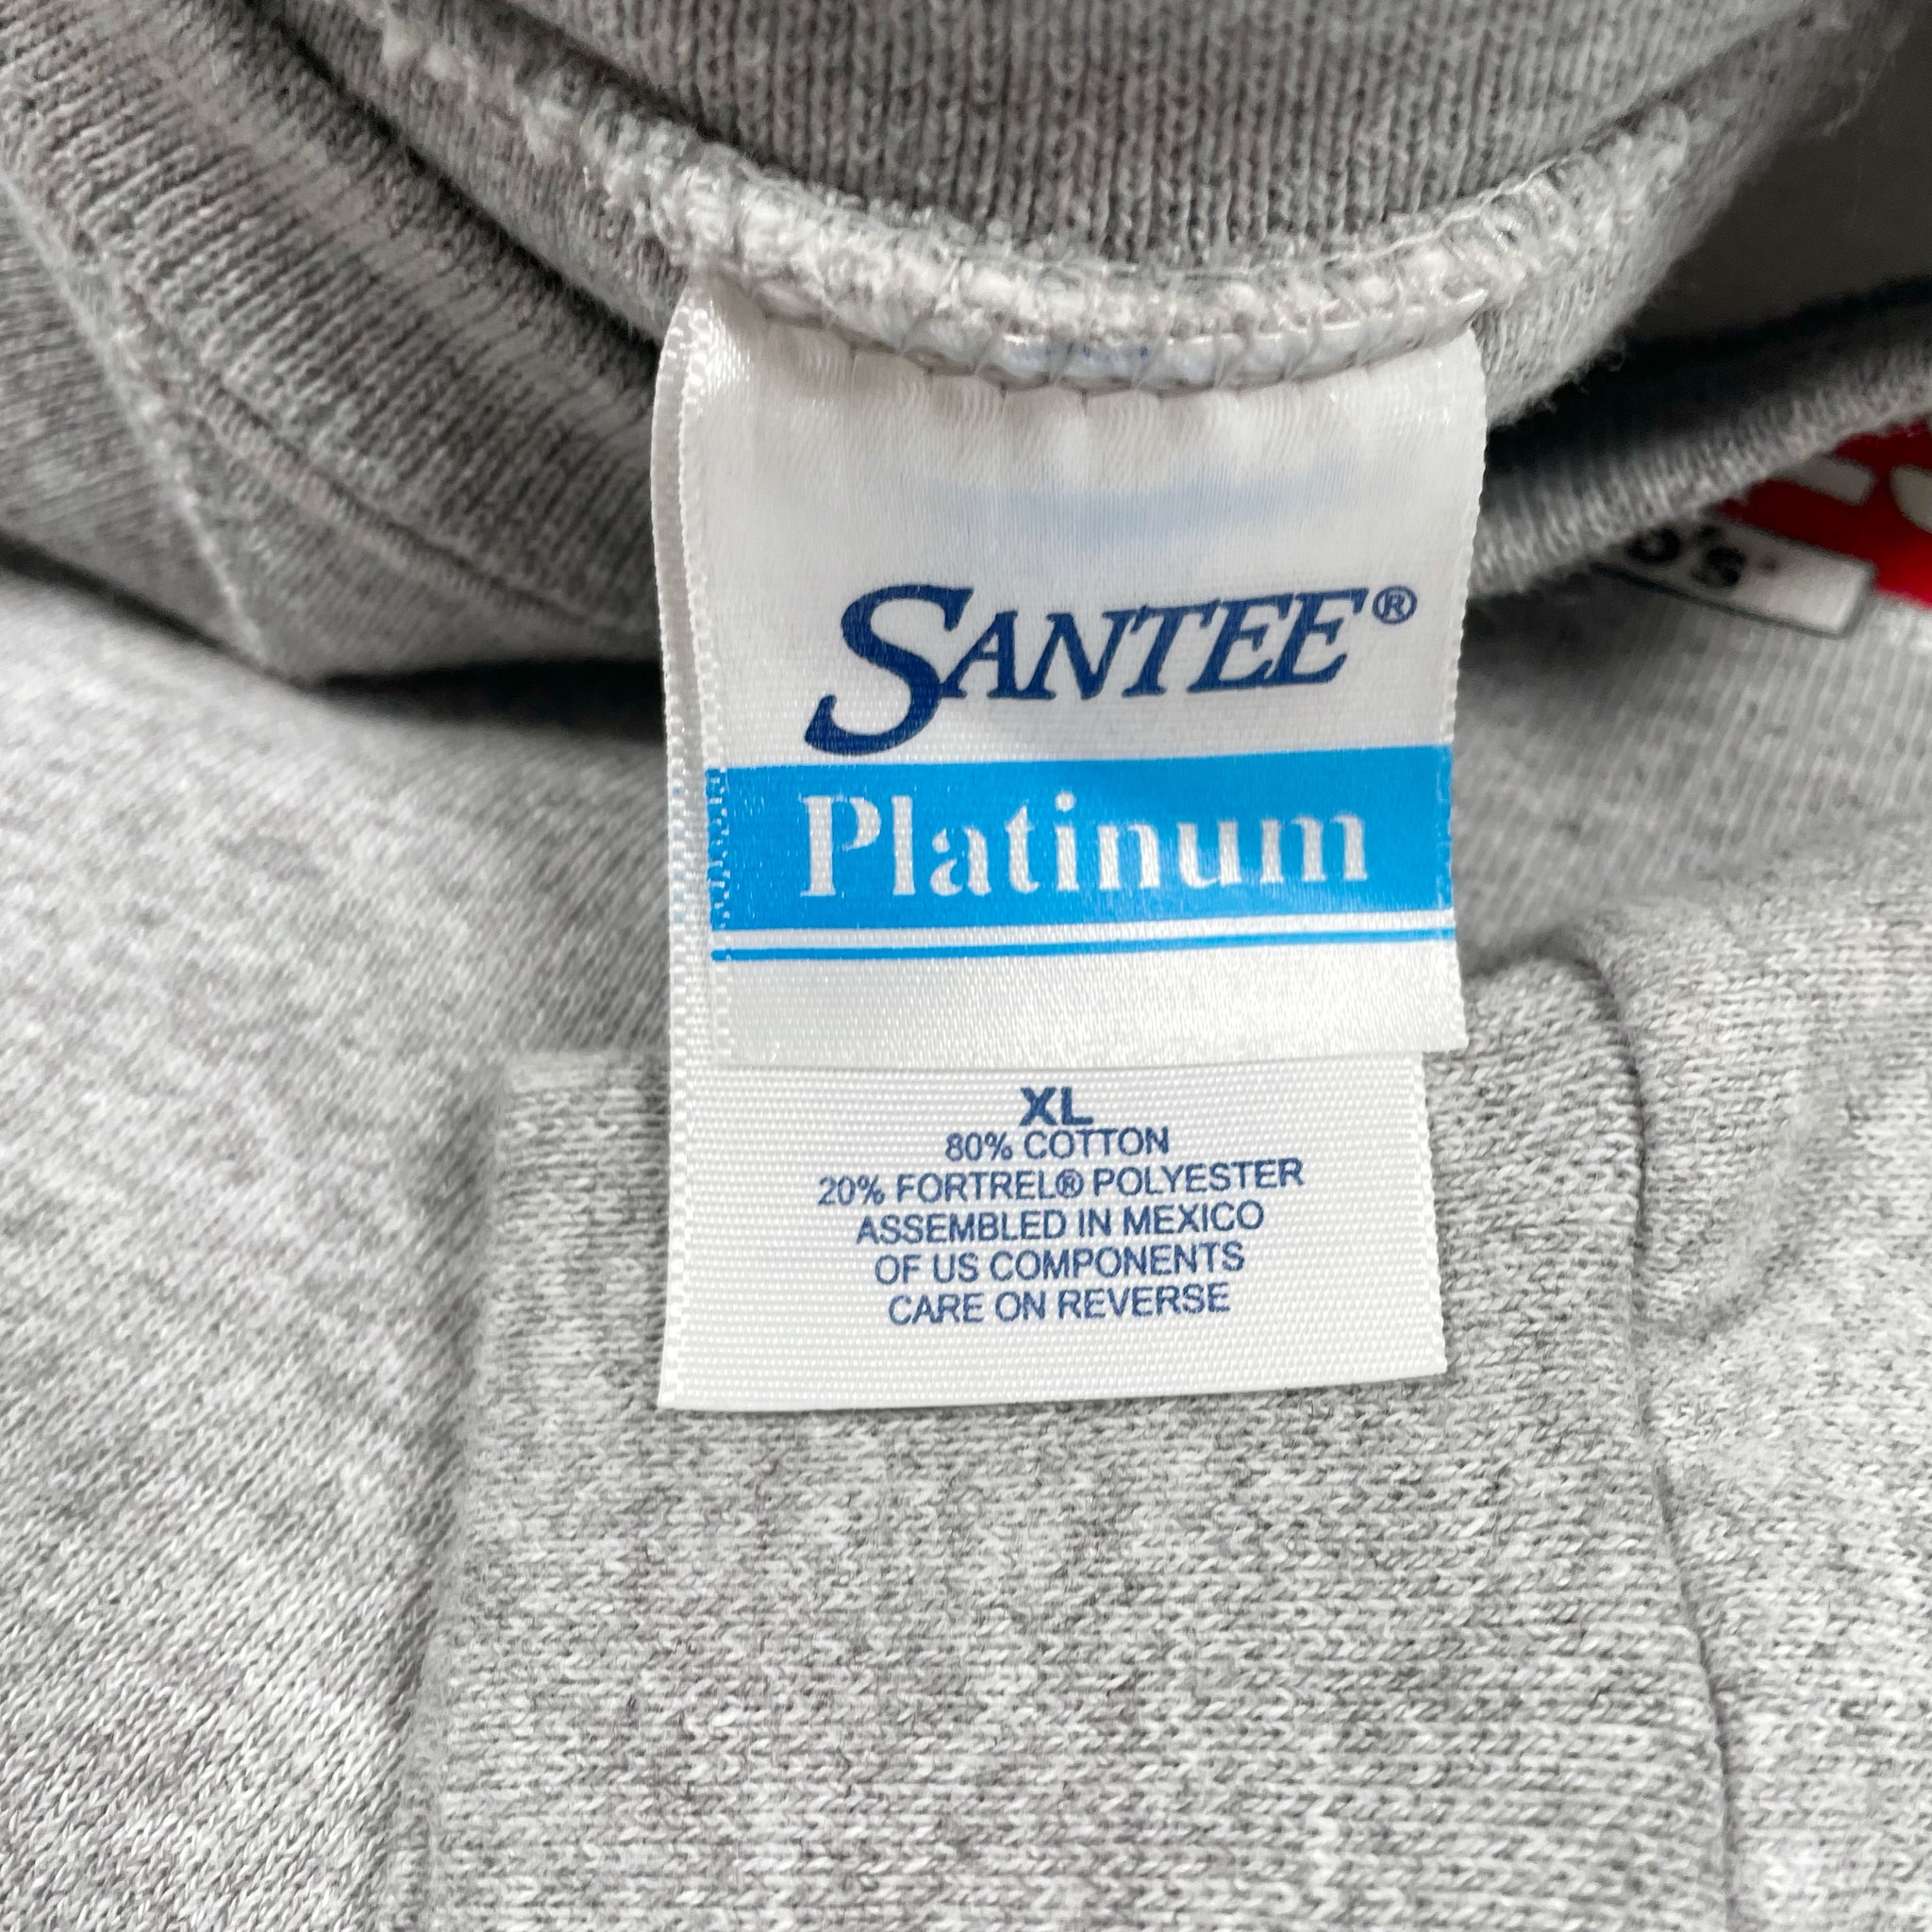 SANTEE®
Platinum
XL
80% COTTON
20% FORTREL® POLYESTER
ASSEMBLED IN MEXICO
OF US COMPONENTS
CARE ON REVERSE